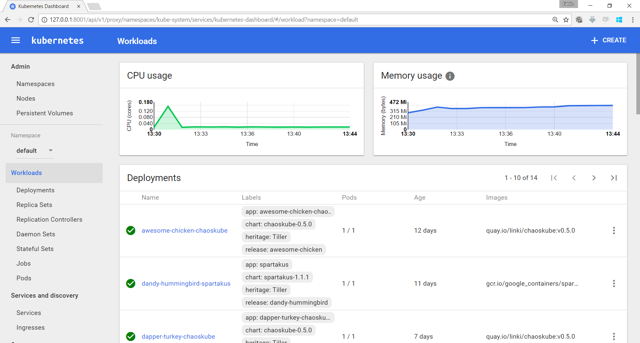 Kubernetes Dashboard
127.0.0.1:8001/api/v1/proxy/namespaces/kube-system/services/kubernetes-dashboard/#/workload?namespace=default
kubernetes
Workloads
+ CREATE
Admin
Namespaces
Nodes
Persistent Volumes
Namespace
default
Workloads
Deployments
Replica Sets
Replication Controllers
Daemon Sets
Stateful Sets
Jobs
Pods
Services and discovery
Services
Ingresses
CPU usage
CPU (cores)
0.180
0.120
0.080
0.040
0
13:30 13:33 13:36 13:40 13:44
Time
Memory usage
Memory (bytes)
472 Mi
315 Mi
210 Mi
105 Mi
0
13:30 13:33 13:36 13:40 13:44
Time
Deployments
1 - 10 of 14
Name Labels Pods Age Images
awesome-chicken-chaoskube
app: awesome-chicken-chao..
chart: chaoskube-0.5.0
heritage: Tiller
release: awesome-chicken
1 / 1
12 days
quay.io/linki/chaoskube:v0.5.0
dandy-hummingbird-spartakus
app: spartakus
chart: spartakus-1.1.1
heritage: Tiller
release: dandy-hummingbird
1 / 1
11 days
gcr.io/google_containers/spar...
dapper-turkey-chaoskube
app: dapper-turkey-chaosku...
chart: chaoskube-0.5.0
heritage: Tiller
1 / 1
7 days
quay.io/linki/chaoskube:v0.5.0